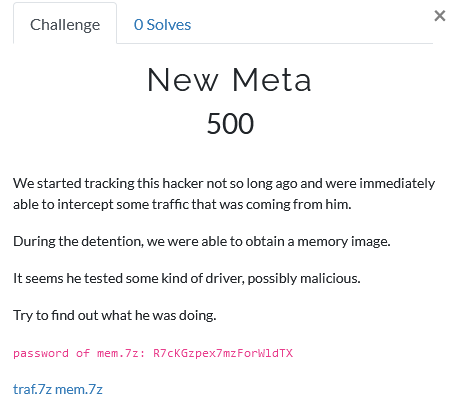 Challenge
0 Solves
×
New Meta
500
We started tracking this hacker not so long ago and were immediately
able to intercept some traffic that was coming from him.
During the detention, we were able to obtain a memory image.
It seems he tested some kind of driver, possibly malicious.
Try to find out what he was doing.
password of mem.7z: R7cKGzpex7mzForWldTX
traf.7z mem.7z